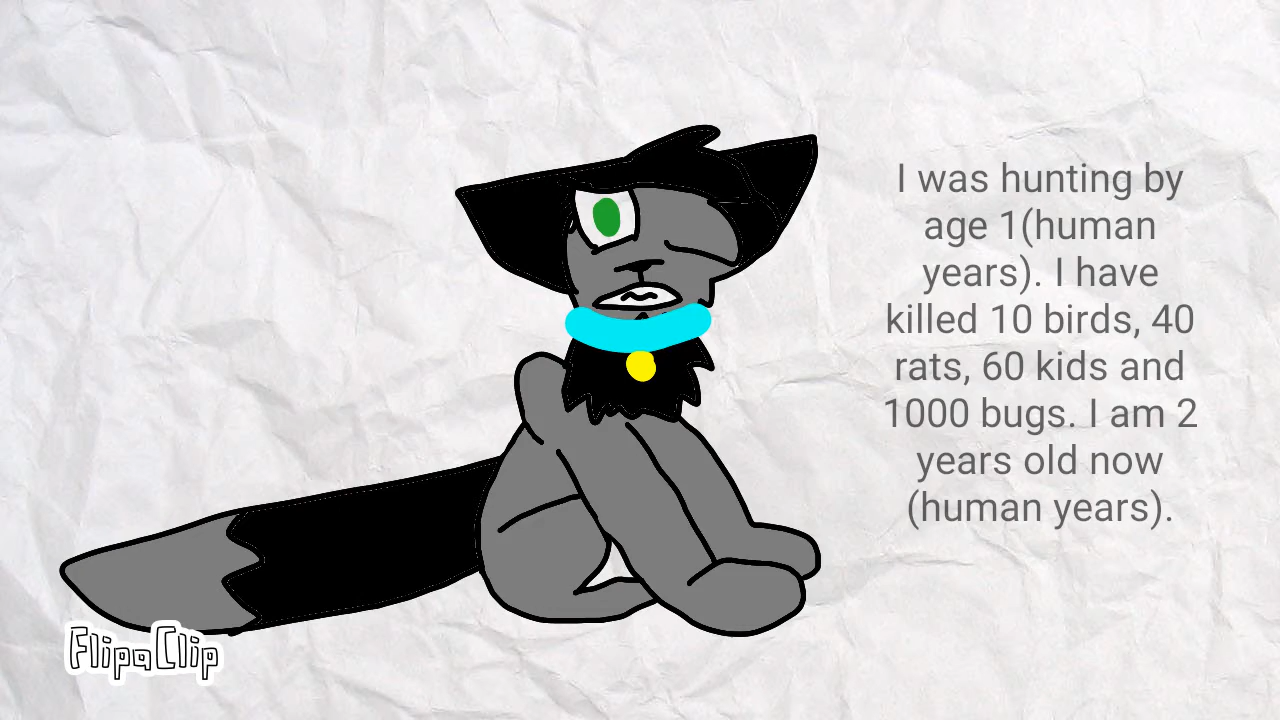 I was hunting by
age 1(human
years). I have
killed 10 birds, 40
rats, 60 kids and
1000 bugs. I am 2
years old now
(human years).
FlipaClip